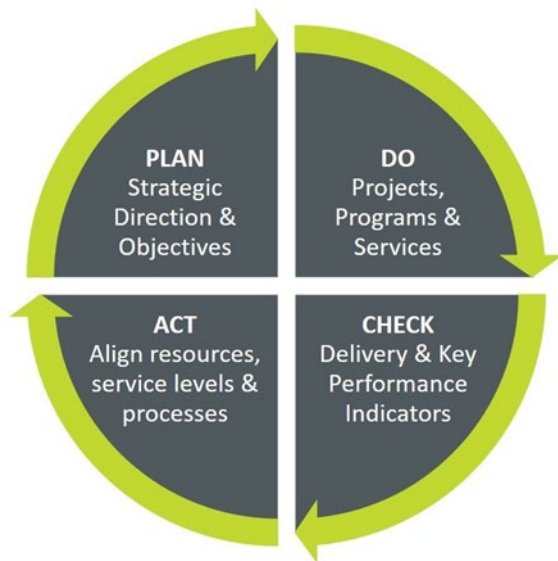 PLAN
Strategic
Direction &
Objectives
DO
Projects,
Programs &
Services
ACT
Align resources,
service levels &
processes
CHECK
Delivery & Key
Performance
Indicators